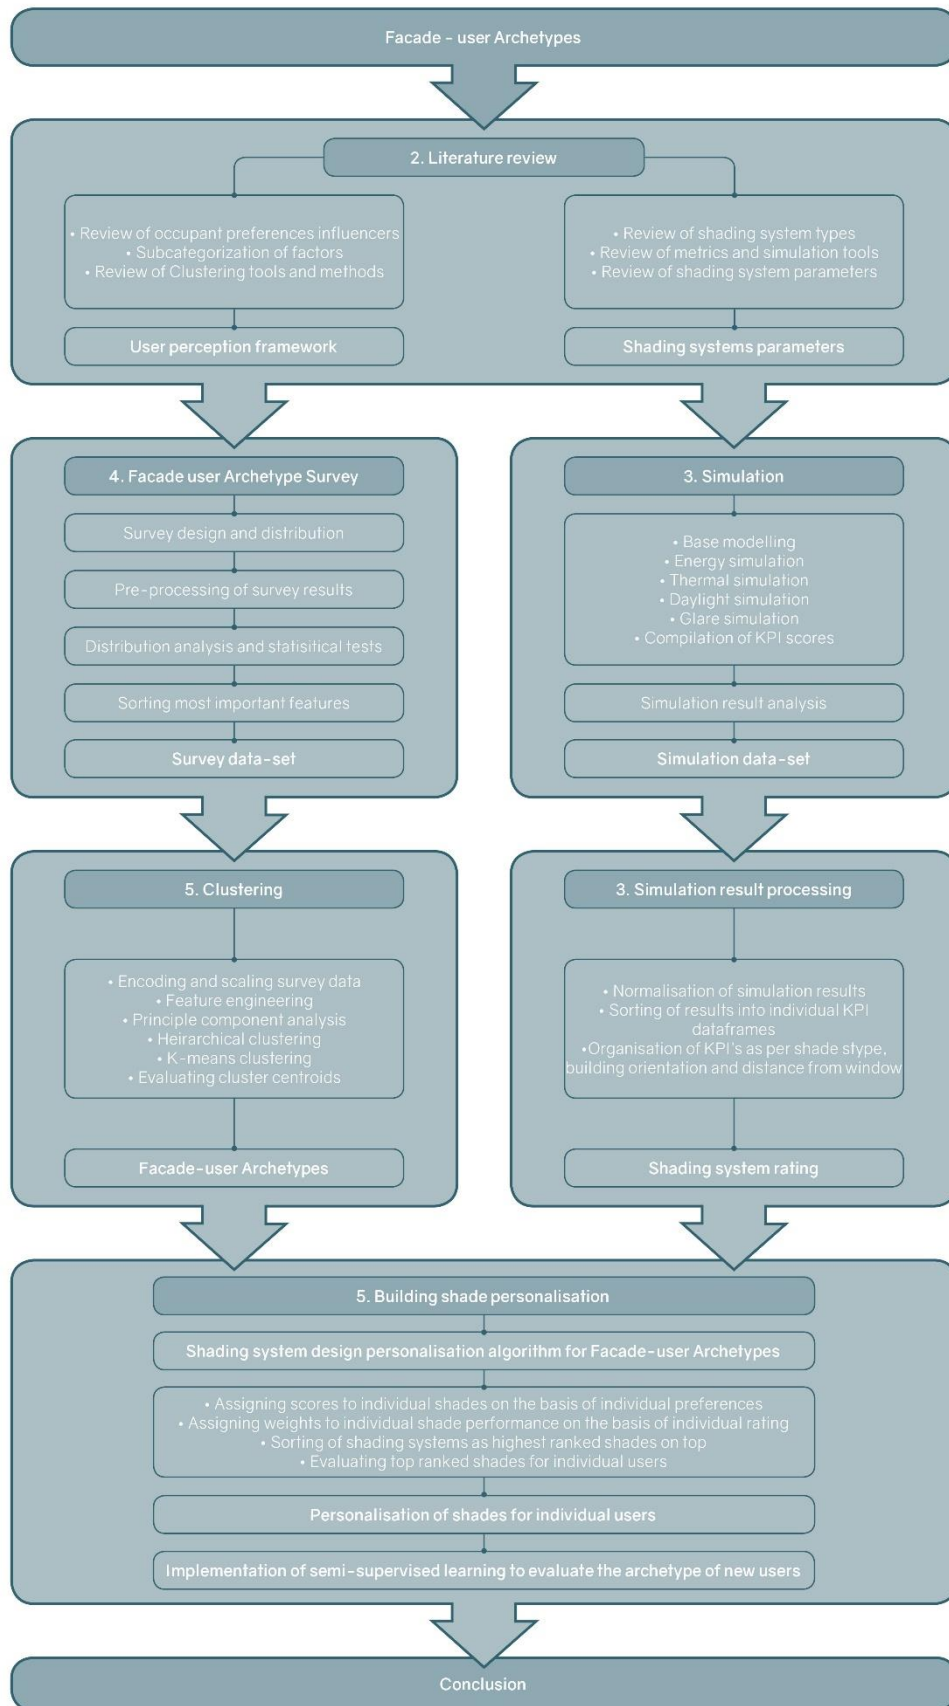 Facade - user Archetypes
2. Literature review
• Review of occupant preferences influencers
• Subcategorization of factors
• Review of Clustering tools and methods
User perception framework
• Review of shading system types
• Review of metrics and simulation tools
• Review of shading system parameters
Shading systems parameters
4. Facade user Archetype Survey
Survey design and distribution
Pre-processing of survey results
Distribution analysis and statisitical tests
Sorting most important features
Survey data-set
3. Simulation
• Base modelling
• Energy simulation
• Thermal simulation
• Daylight simulation
• Glare simulation
• Compilation of KPI scores
Simulation result analysis
Simulation data-set
5. Clustering
• Encoding and scaling survey data
• Feature engineering
• Principle component analysis
• Heirarchical clustering
• K-means clustering
• Evaluating cluster centroids
Facade-user Archetypes
3. Simulation result processing
• Normalisation of simulation results
• Sorting of results into individual KPI
dataframes
•Organisation of KPI's as per shade stype,
building orientation and distance from window
Shading system rating
5. Building shade personalisation
Shading system design personalisation algorithm for Facade-user Archetypes
• Assigning scores to individual shades on the basis of individual preferences
• Assigning weights to individual shade performance on the basis of individual rating
• Sorting of shading systems as highest ranked shades on top
• Evaluating top ranked shades for individual users
Personalisation of shades for individual users
Implementation of semi-supervised learning to evaluate the archetype of new users
Conclusion